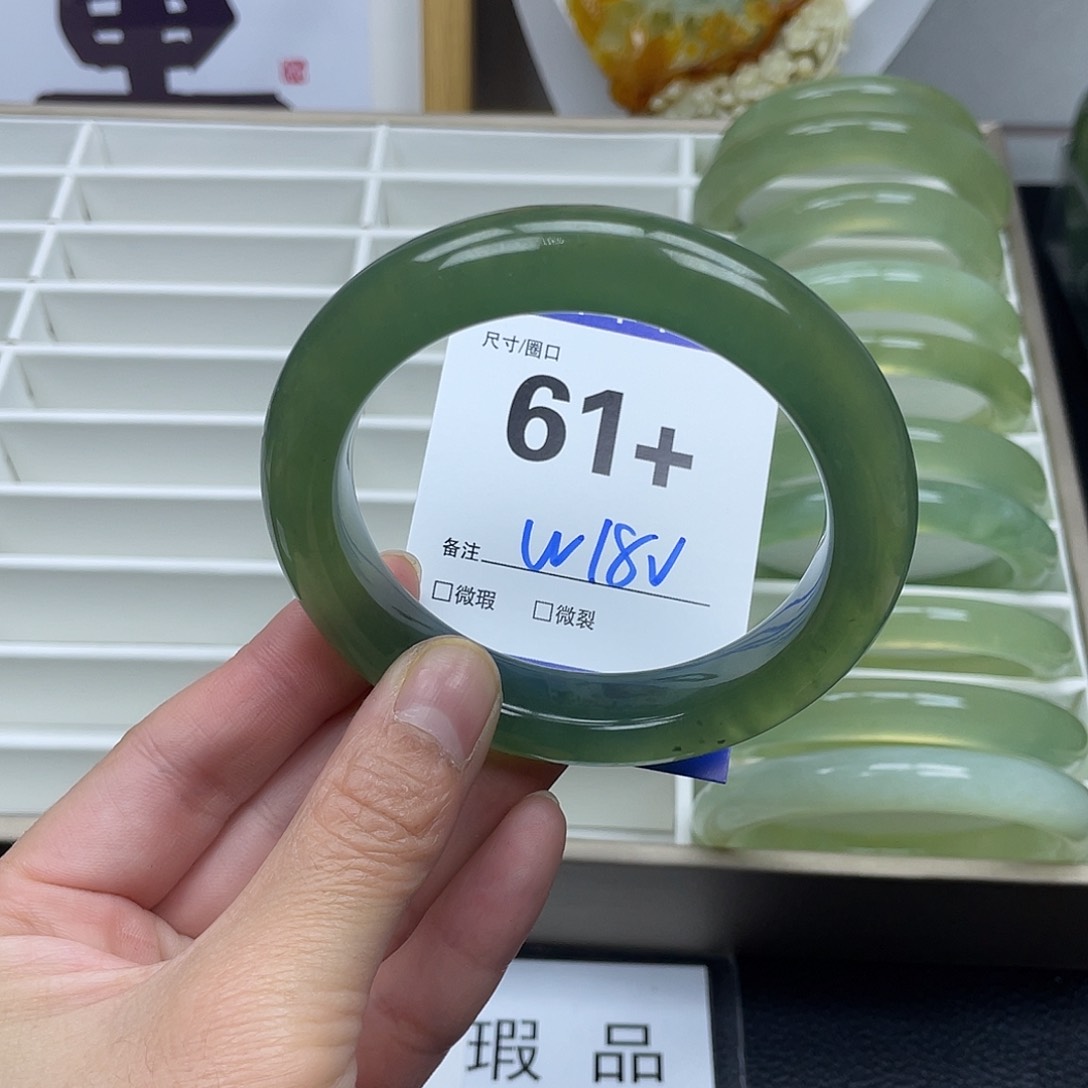 尺寸/圈口
61+
备注 W18V
□微瑕 □微裂
瑕 品